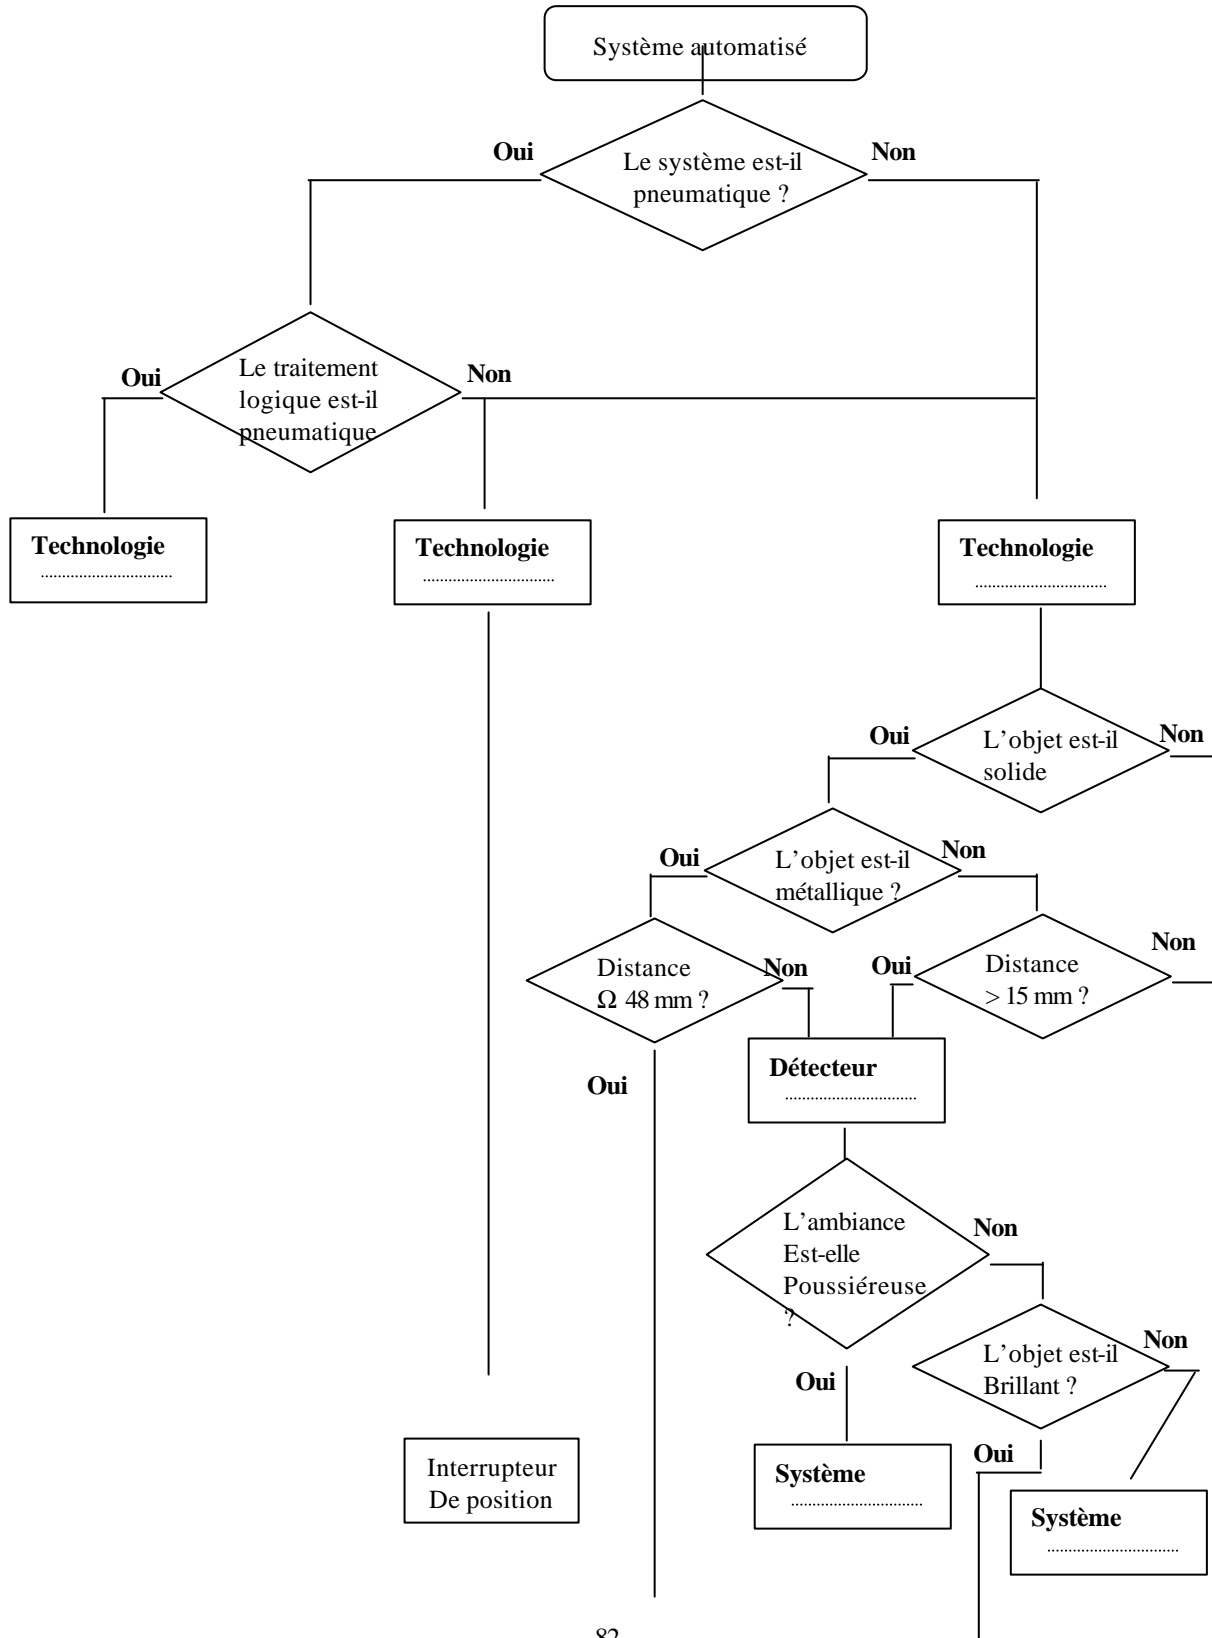 Système automatisé
Oui
Non
Le système est-il
pneumatique ?
Oui
Le traitement
logique est-il
pneumatique
Non
Technologie
................................
Technologie
................................
Technologie
................................
Oui
L’objet est-il
solide
Non
Oui
L’objet est-il
métallique ?
Non
Distance
Ω 48 mm ?
Non
Oui
Distance
> 15 mm ?
Non
Oui
Détecteur
................................
L’ambiance
Est-elle
Poussiéreuse
?
Non
Oui
L’objet est-il
Brillant ?
Non
Oui
Interrupteur
De position
Système
................................
Système
................................
82